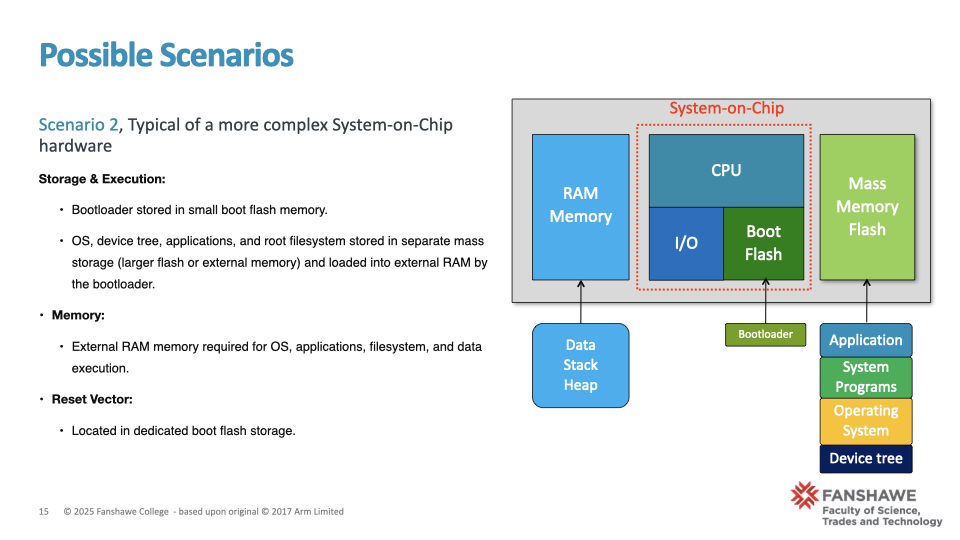 Possible Scenarios
Scenario 2, Typical of a more complex System-on-Chip
hardware
Storage & Execution:
• Bootloader stored in small boot flash memory.
• OS, device tree, applications, and root filesystem stored in separate mass
storage (larger flash or external memory) and loaded into external RAM by
the bootloader.
• Memory:
• External RAM memory required for OS, applications, filesystem, and data
execution.
• Reset Vector:
• Located in dedicated boot flash storage.
System-on-Chip
RAM
Memory
CPU
I/O
Boot
Flash
Mass
Memory
Flash
Data
Stack
Heap
Bootloader
Application
System
Programs
Operating
System
Device tree
15 © 2025 Fanshawe College - based upon original © 2017 Arm Limited
FANSHAWE
Faculty of Science,
Trades and Technology